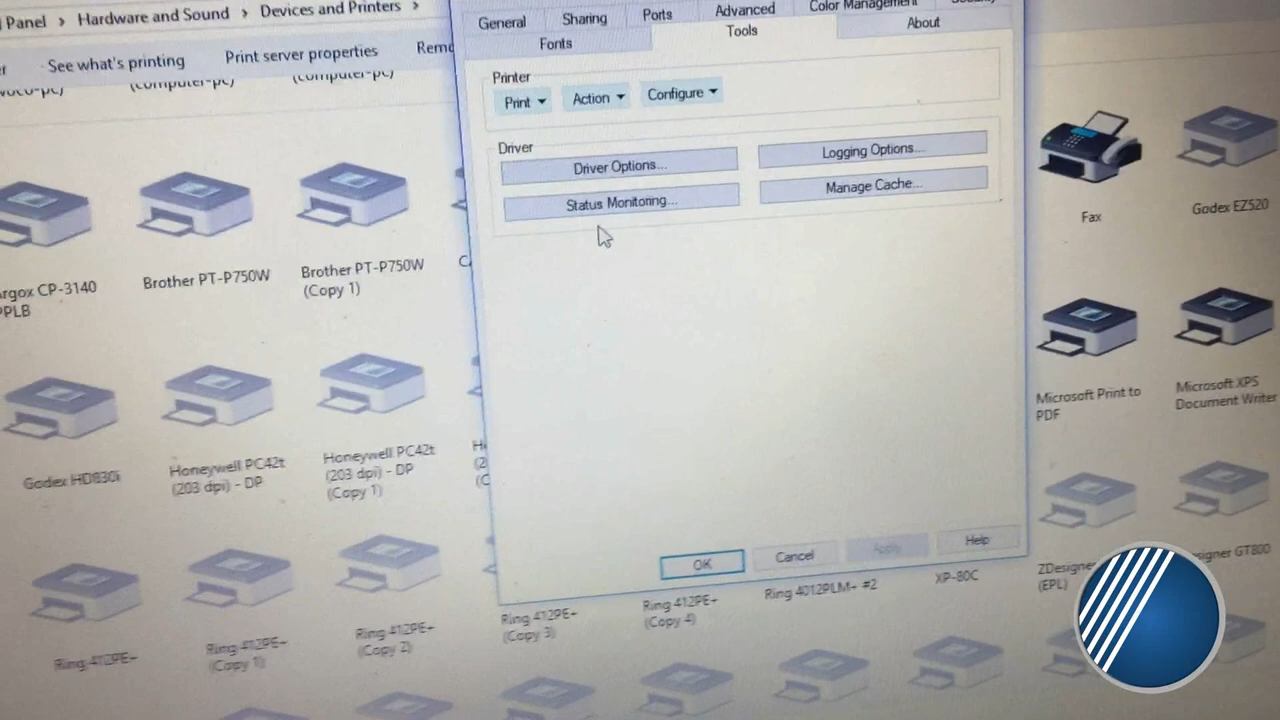 Panel › Hardware and Sound › Devices and Printers ›
See what's printing Print server properties
(computer-pc)
(computer-pc)
General Sharing Ports Advanced Color Management
Fonts Tools About
Printer
Print Action Configure
Driver
Driver Options... Logging Options...
Status Monitoring... Manage Cache...
OK Cancel Apply Help
CP-3140
PPLB
Brother PT-P750W
Brother PT-P750W
(Copy 1)
Fax
Godex EZ520
Godex HD830i
Honeywell PC42t
(203 dpi) - DP
Honeywell PC42t
(203 dpi) - DP
(Copy 1)
Microsoft Print to
PDF
Microsoft XPS
Document Writer
Ring 412PE+
Ring 412PE+
(Copy 1)
Ring 412PE+
(Copy 2)
Ring 412PE+
(Copy 3)
Ring 412PE+
(Copy 4)
Ring 4012PLM+ #2
XP-80C
(EPL)
GT800